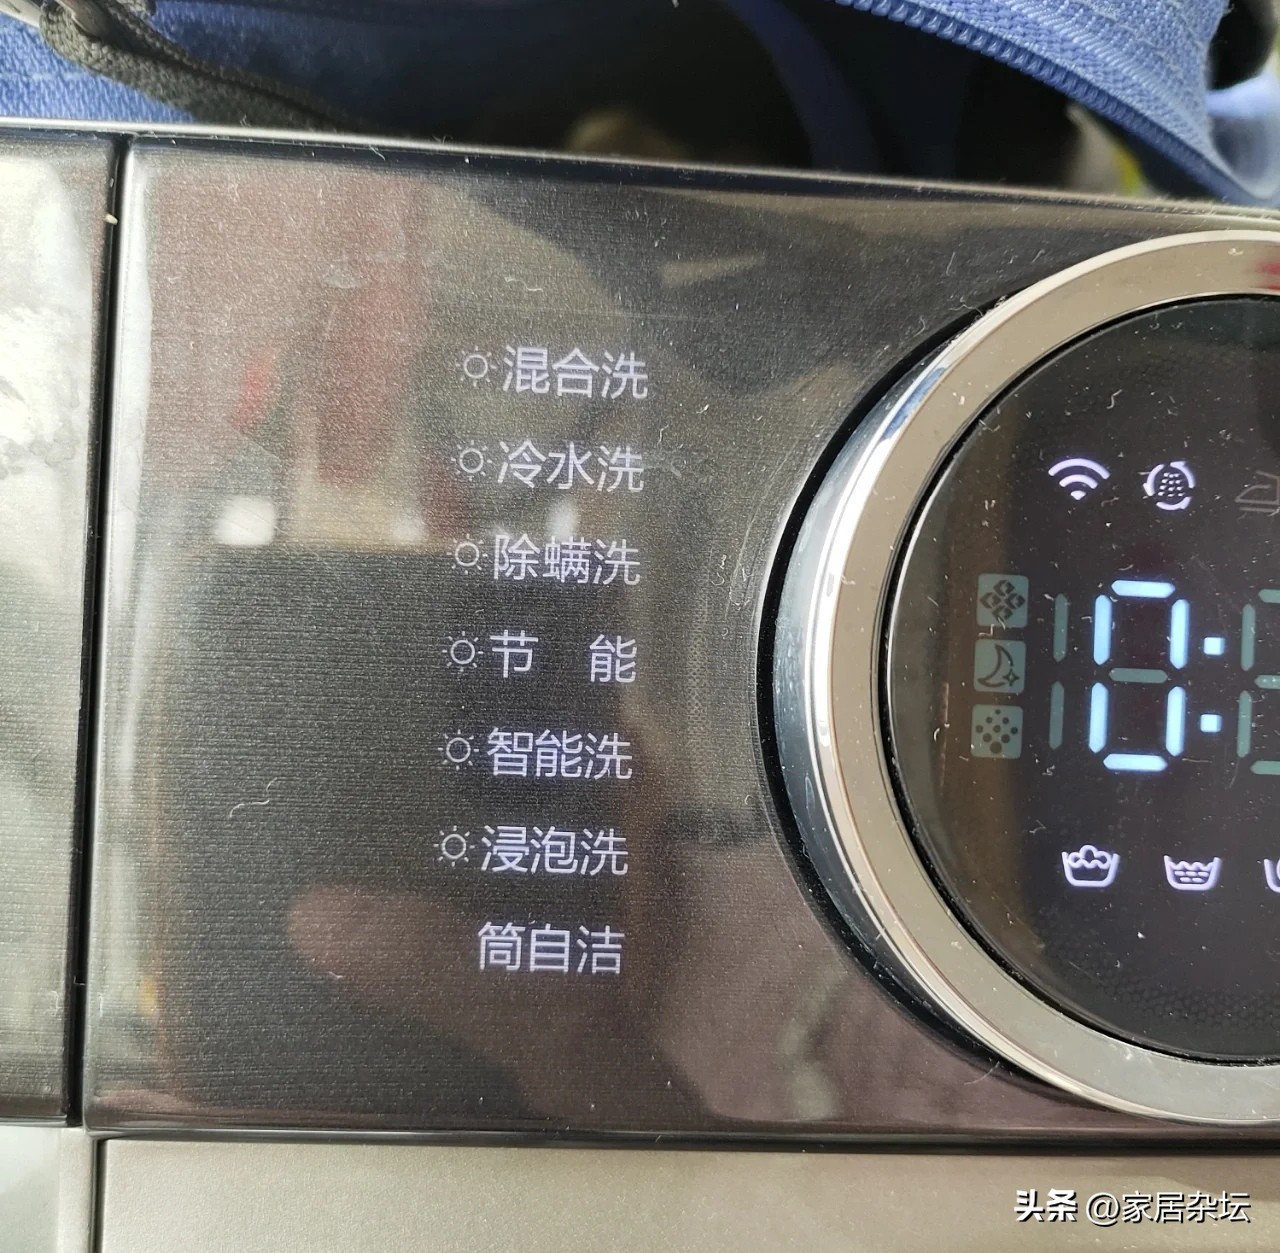 混合洗
冷水洗
除螨洗
节 能
智能洗
浸泡洗
筒自洁
0:
头条 @家居杂坛